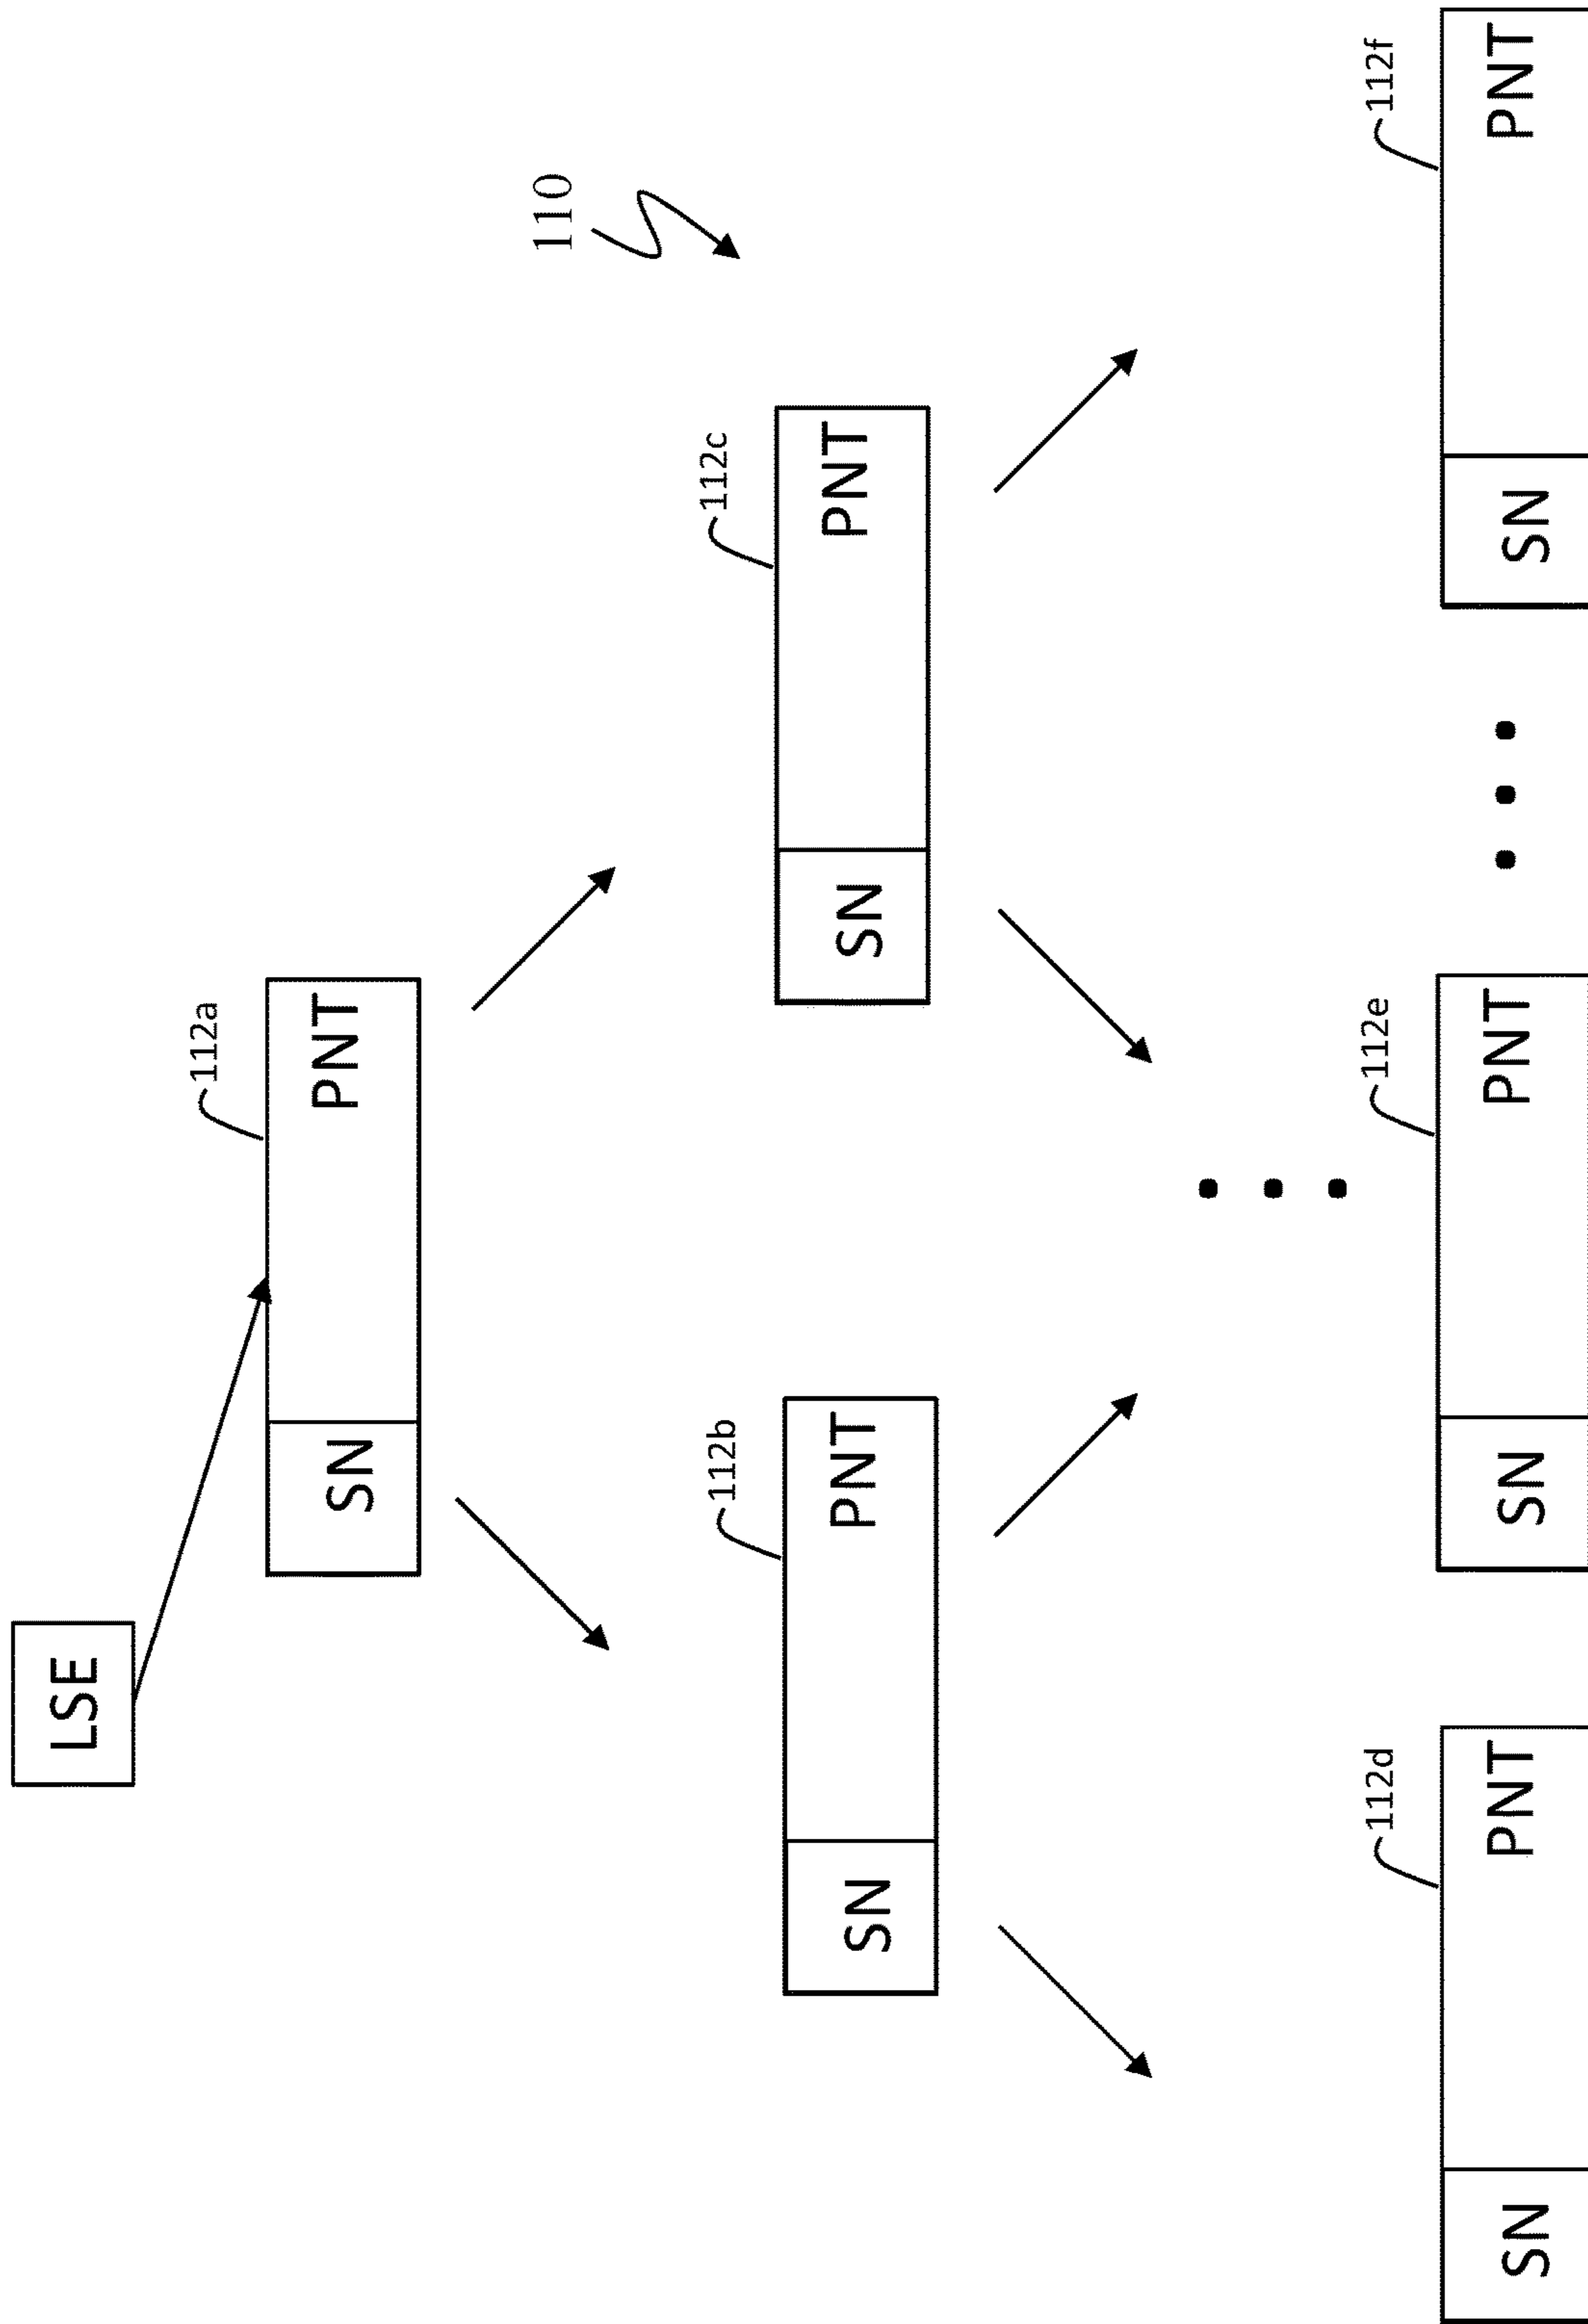 LSE
112a
SN PNT
110
112b
112c
SN PNT
SN PNT
112d
112e
112f
SN PNT
SN PNT
SN PNT